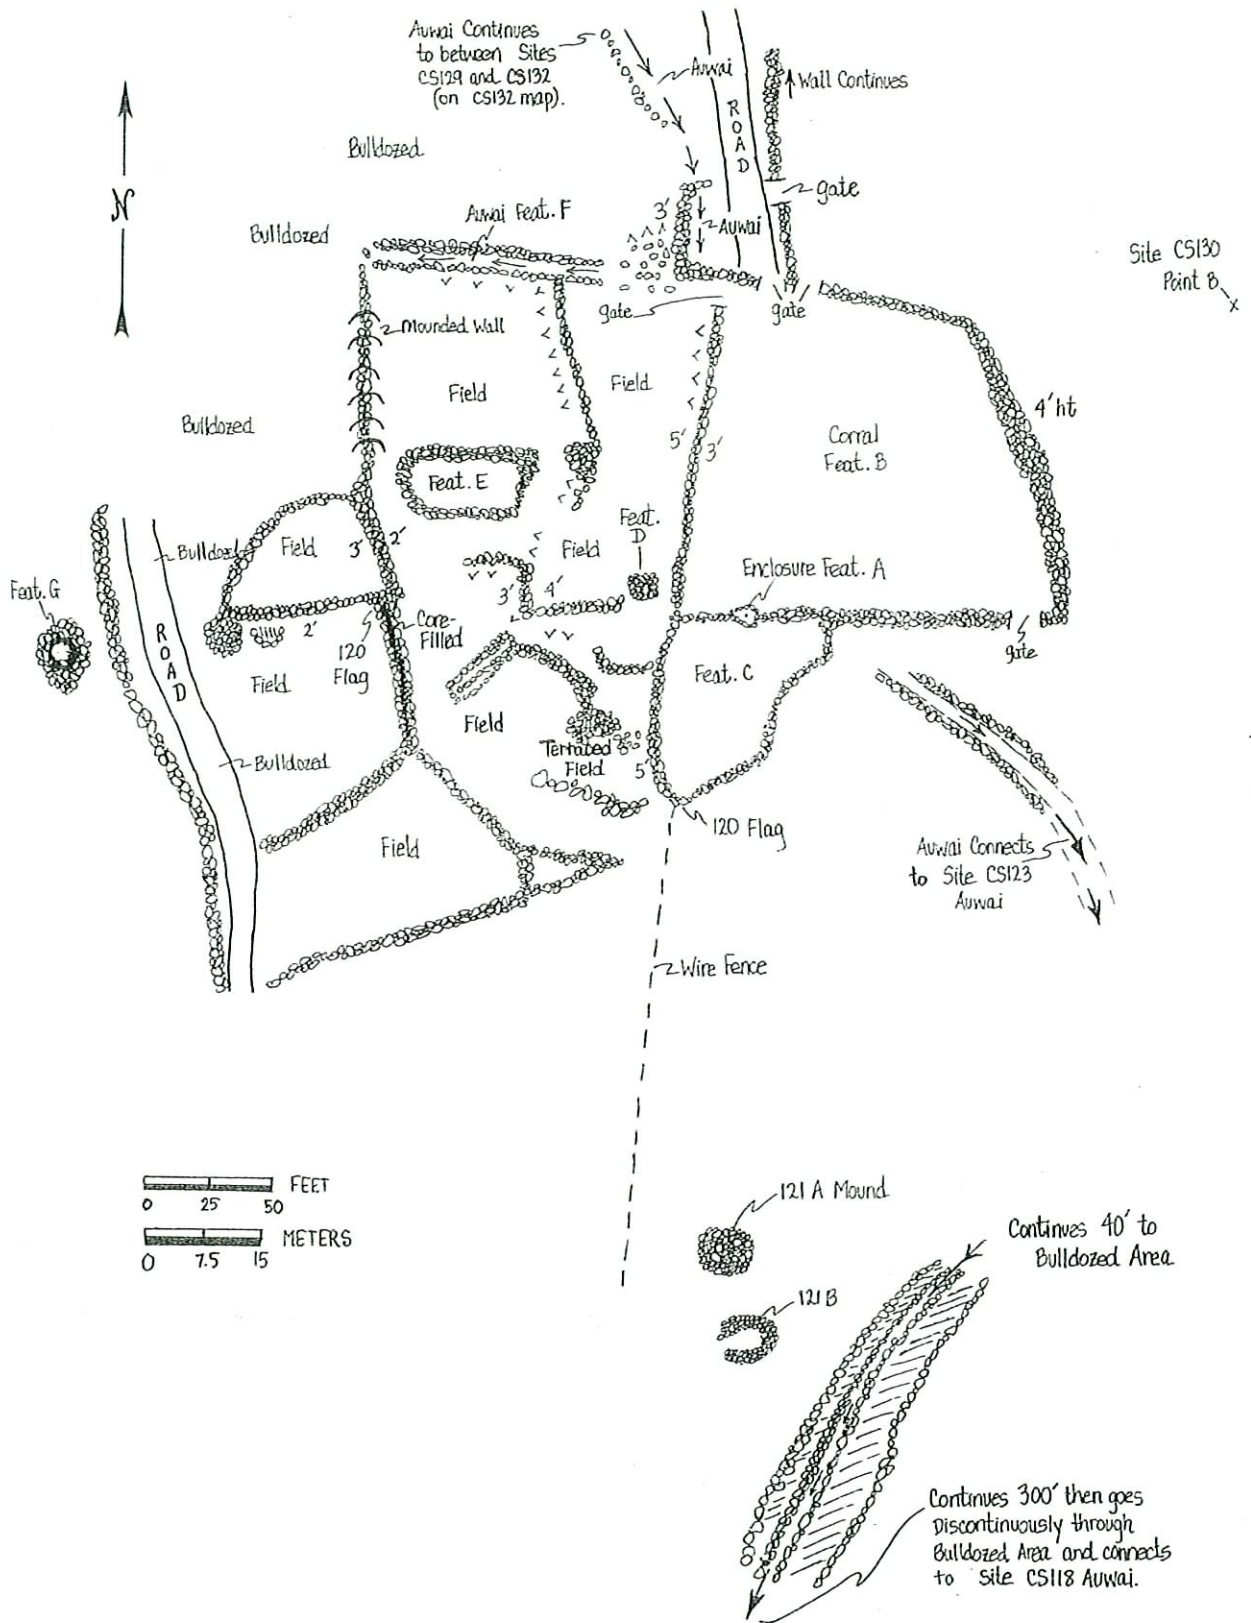 Auwai Continues
to between Sites
CS129 and CS132
(on CS132 map).
Auwai
ROAD
Wall Continues
gate
Auwai
3'
Bulldozed
N
Bulldozed
Auwai Feat. F
gate
gate
Site CS130
Point B
x
Mounded Wall
Field
Field
Bulldozed
5'
3'
Corral
Feat. B
4' ht
Feat. E
Feat.
D
Field
3'
2'
Bulldozed
Field
Enclosure Feat. A
Feat. G
3'
4'
2'
Core-
Filled
120
Flag
ROAD
Field
Field
Feat. C
gate
Terraced
Field
5'
Bulldozed
Field
120 Flag
Auwai Connects
to Site CS123
Auwai
Wire Fence
FEET
0 25 50
METERS
0 7.5 15
121 A Mound
121 B
Continues 40' to
Bulldozed Area
Continues 300' then goes
Discontinuously through
Bulldozed Area and connects
to Site CS118 Auwai.